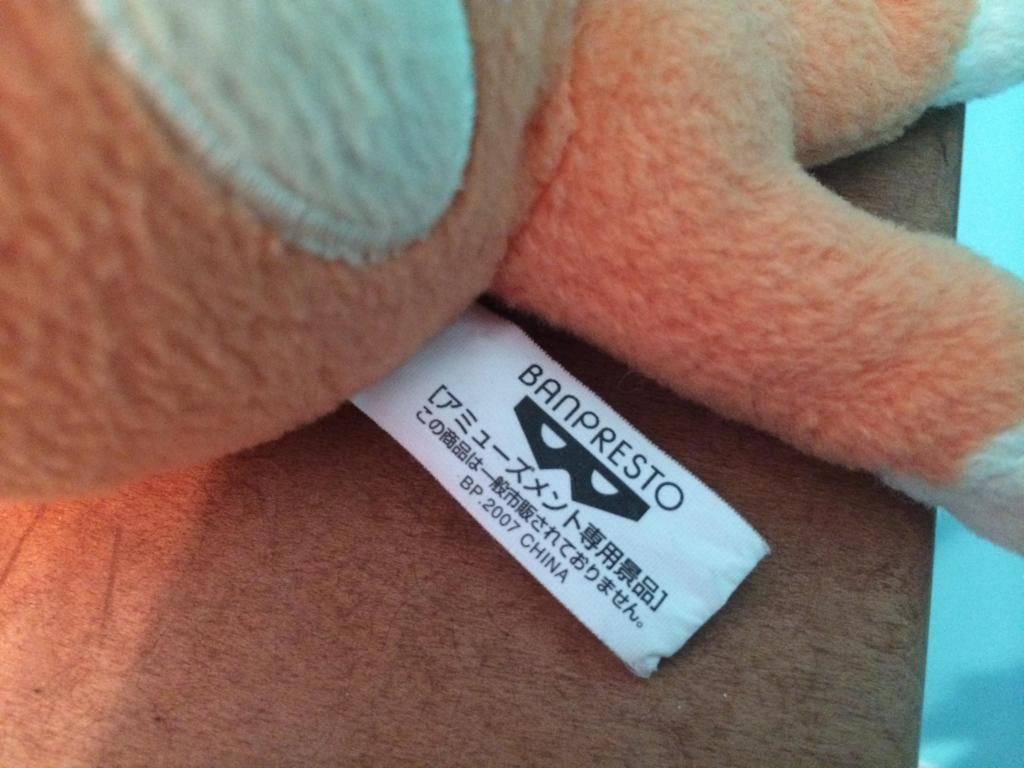 BANPRESTO
[アミューズメント専用景品]
この商品は一般市販されておりません。
BP.2007 CHINA